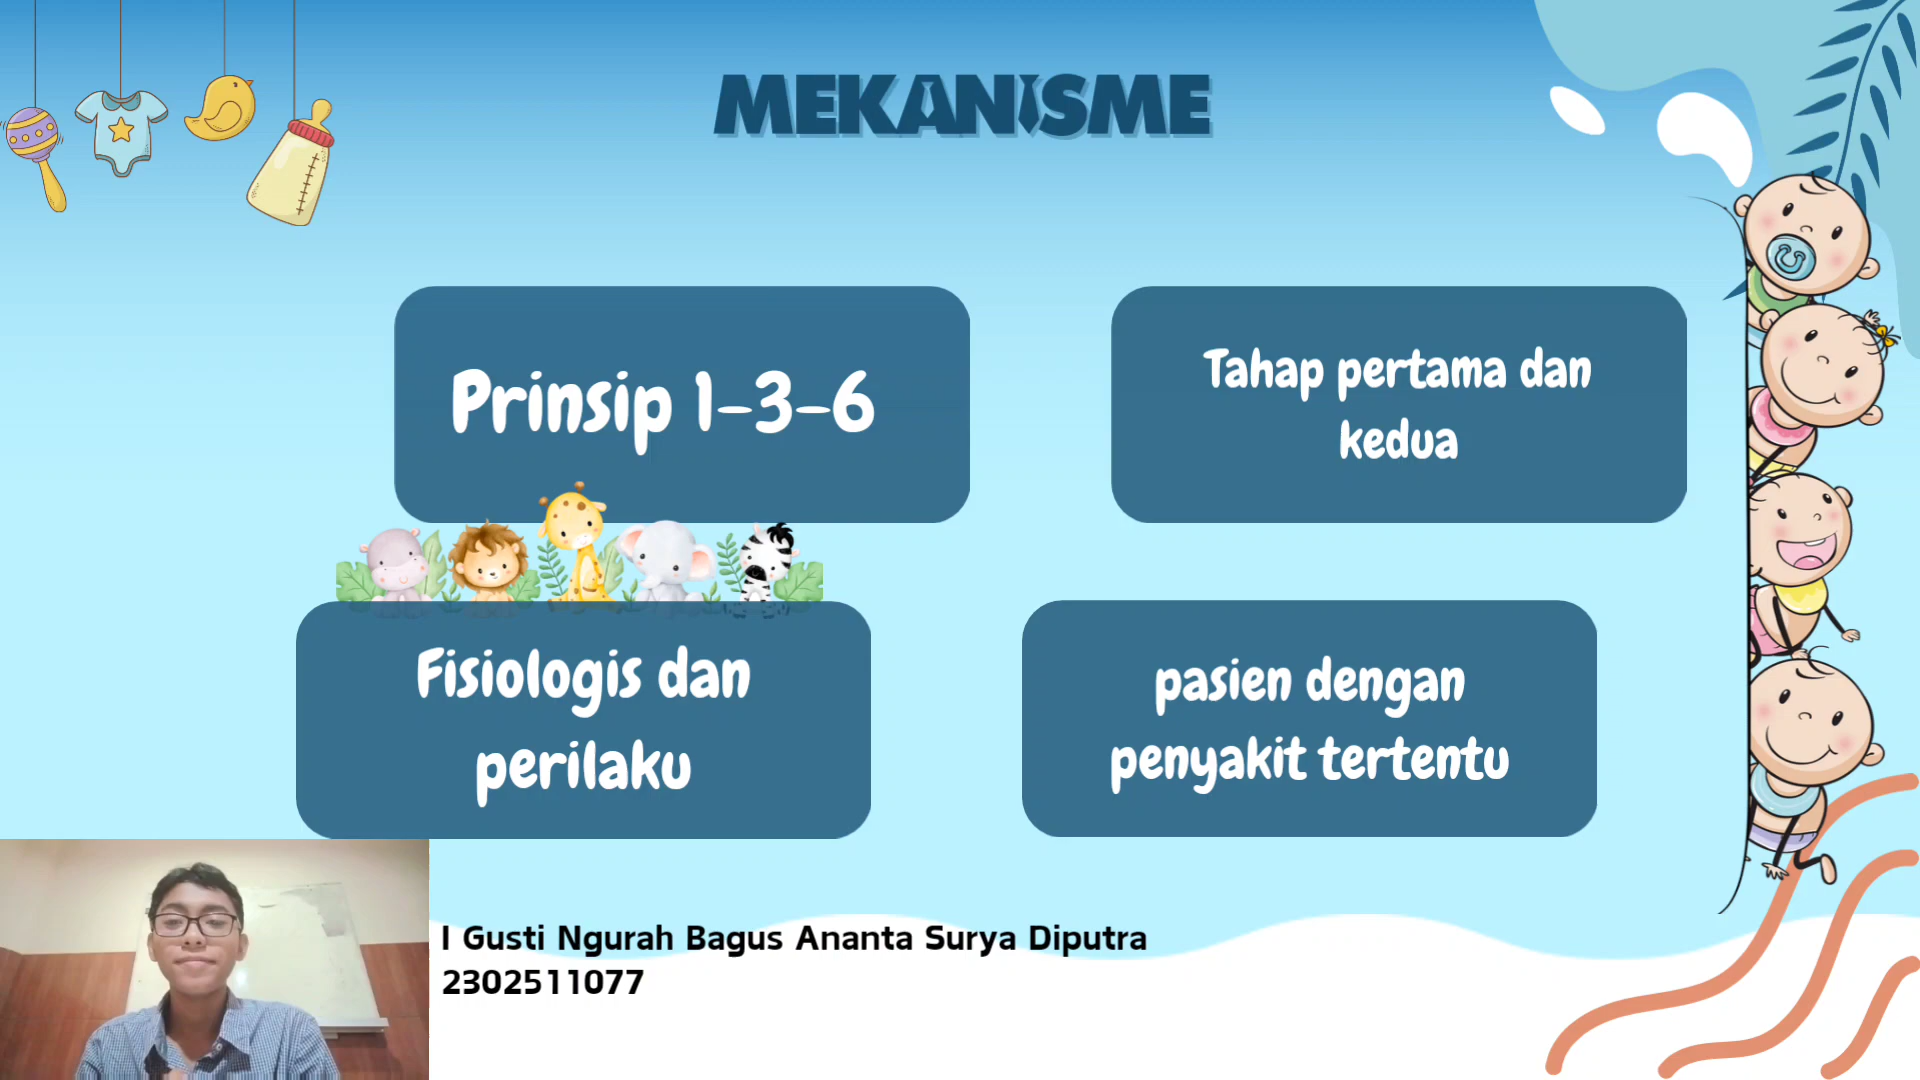 MEKANISME
Prinsip 1-3-6
Tahap pertama dan
kedua
Fisiologis dan
perilaku
pasien dengan
penyakit tertentu
I Gusti Ngurah Bagus Ananta Surya Diputra
2302511077